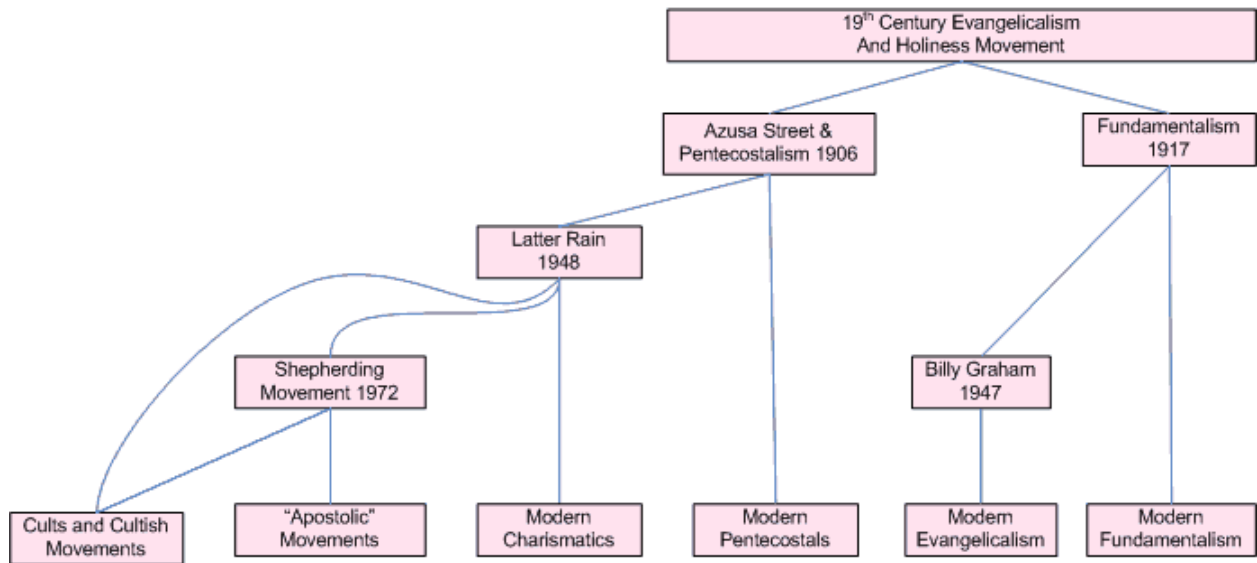 19th Century Evangelicalism
And Holiness Movement
Azusa Street &
Pentecostalism 1906
Fundamentalism
1917
Latter Rain
1948
Shepherding
Movement 1972
Billy Graham
1947
Cults and Cultish
Movements
“Apostolic”
Movements
Modern
Charismatics
Modern
Pentecostals
Modern
Evangelicalism
Modern
Fundamentalism